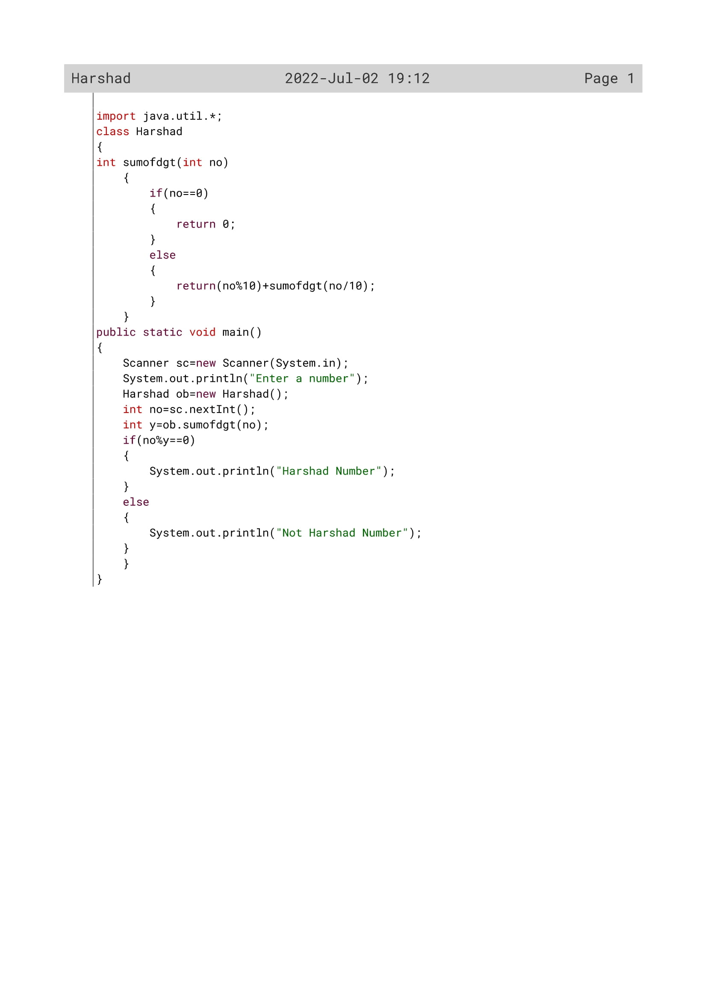 Harshad 2022-Jul-02 19:12 Page 1
import java.util.*;
class Harshad
{
int sumofdgt(int no)
    {
        if(no==0)
        {
            return 0;
        }
        else
        {
            return(no%10)+sumofdgt(no/10);
        }
    }
public static void main()
{
    Scanner sc=new Scanner(System.in);
    System.out.println("Enter a number");
    Harshad ob=new Harshad();
    int no=sc.nextInt();
    int y=ob.sumofdgt(no);
    if(no%y==0)
    {
        System.out.println("Harshad Number");
    }
    else
    {
        System.out.println("Not Harshad Number");
    }
    }
}